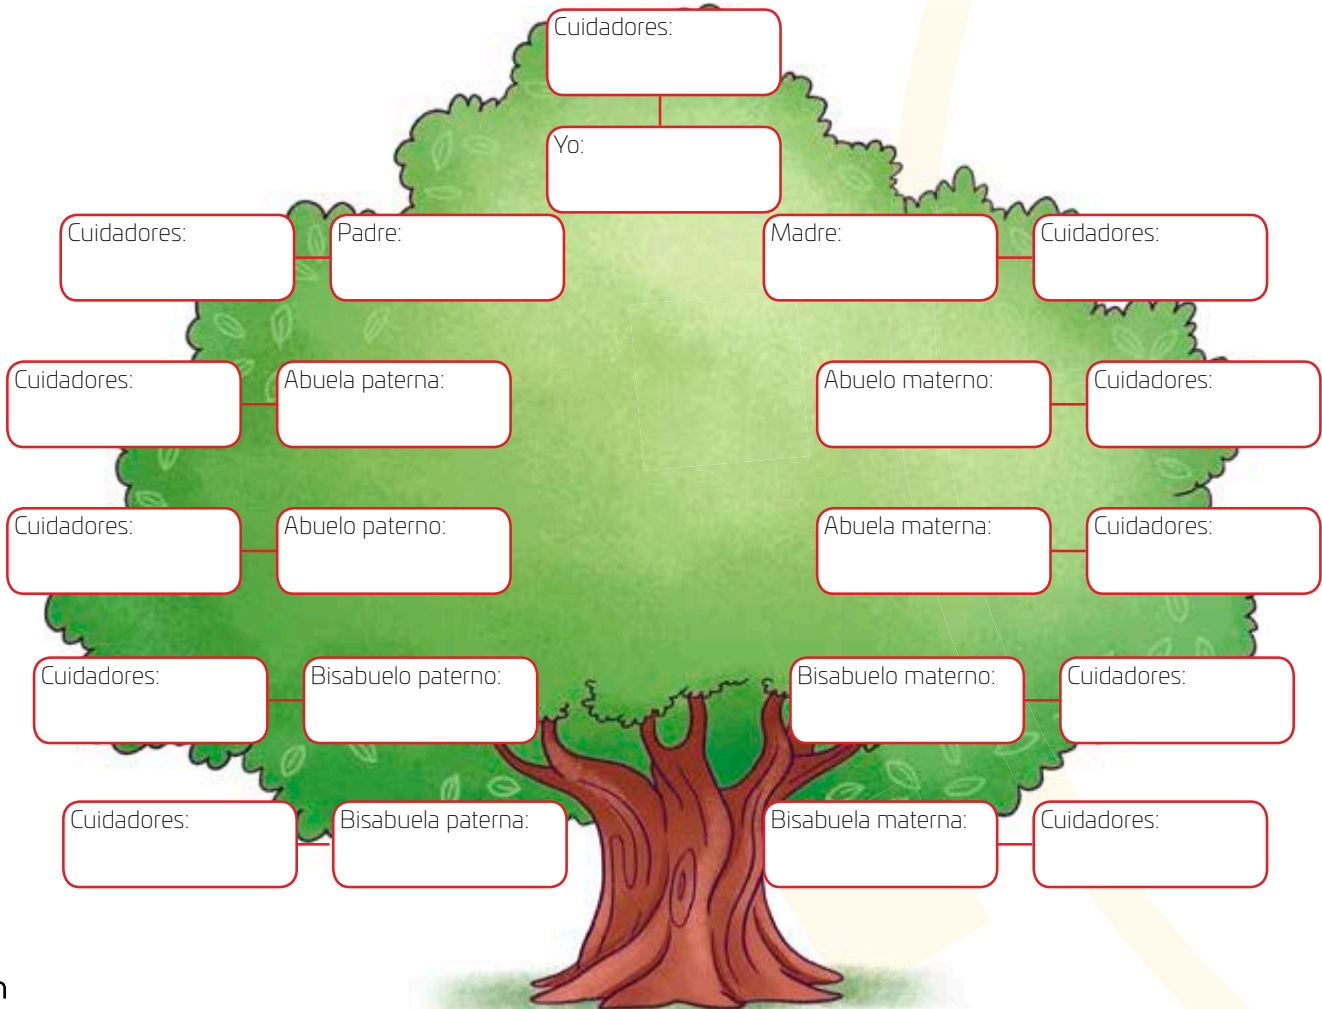 Cuidadores:
Yo:
Cuidadores:
Padre:
Madre:
Cuidadores:
Cuidadores:
Abuela paterna:
Abuelo materno:
Cuidadores:
Cuidadores:
Abuelo paterno:
Abuela materna:
Cuidadores:
Cuidadores:
Bisabuelo paterno:
Bisabuelo materno:
Cuidadores:
Cuidadores:
Bisabuela paterna:
Bisabuela materna:
Cuidadores:
n